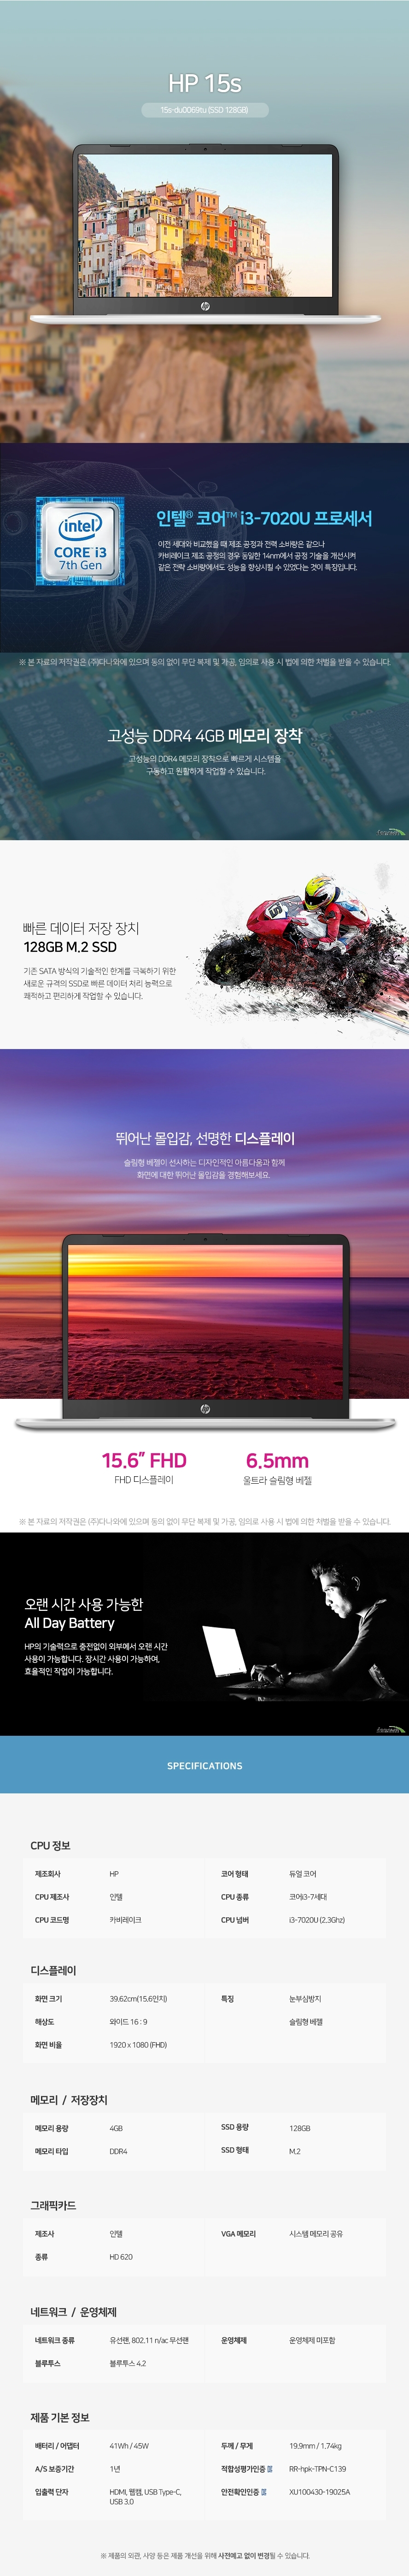 HP 15s
15s-du0069tu (SSD 128GB)
hp
intel
CORE i3
7th Gen
인텔® 코어™ i3-7020U 프로세서
이전 세대와 비교했을 때 제조 공정과 전력 소비량은 같으나
카비레이크 제조 공정의 경우 동일한 14nm에서 공정 기술을 개선시켜
같은 전략 소비량에서도 성능을 향상시킬 수 있었다는 것이 특징입니다.
※ 본 자료의 저작권은 (주)다나와에 있으며 동의 없이 무단 복제 및 가공, 임의로 사용 시 법에 의한 처벌을 받을 수 있습니다.
고성능 DDR4 4GB 메모리 장착
고성능의 DDR4 메모리 장착으로 빠르게 시스템을
구동하고 원활하게 작업할 수 있습니다.
빠른 데이터 저장 장치
128GB M.2 SSD
기존 SATA 방식의 기술적인 한계를 극복하기 위한
새로운 규격의 SSD로 빠른 데이터 처리 능력으로
쾌적하고 편리하게 작업할 수 있습니다.
뛰어난 몰입감, 선명한 디스플레이
슬림형 베젤이 선사하는 디자인적인 아름다움과 함께
화면에 대한 뛰어난 몰입감을 경험해보세요.
hp
15.6” FHD
FHD 디스플레이
6.5mm
울트라 슬림형 베젤
※ 본 자료의 저작권은 (주)다나와에 있으며 동의 없이 무단 복제 및 가공, 임의로 사용 시 법에 의한 처벌을 받을 수 있습니다.
오랜 시간 사용 가능한
All Day Battery
HP의 기술력으로 충전없이 외부에서 오랜 시간
사용이 가능합니다. 장시간 사용이 가능하여,
효율적인 작업이 가능합니다.
SPECIFICATIONS
CPU 정보
제조회사 HP 코어 형태 듀얼 코어
CPU 제조사 인텔 CPU 종류 코어i3-7세대
CPU 코드명 카비레이크 CPU 넘버 i3-7020U (2.3Ghz)
디스플레이
화면 크기 39.62cm(15.6인치) 특징 눈부심방지
해상도 와이드 16 : 9 슬림형 베젤
화면 비율 1920 x 1080 (FHD)
메모리 / 저장장치
메모리 용량 4GB SSD 용량 128GB
메모리 타입 DDR4 SSD 형태 M.2
그래픽카드
제조사 인텔 VGA 메모리 시스템 메모리 공유
종류 HD 620
네트워크 / 운영체제
네트워크 종류 유선랜, 802.11 n/ac 무선랜 운영체제 운영체제 미포함
블루투스 블루투스 4.2
제품 기본 정보
배터리 / 어댑터 41Wh / 45W 두께 / 무게 19.9mm / 1.74kg
A/S 보증기간 1년 적합성평가인증 RR-hpk-TPN-C139
입출력 단자 HDMI, 웹캠, USB Type-C, 안전확인인증 XU100430-19025A
USB 3.0
※ 제품의 외관, 사양 등은 제품 개선을 위해 사전예고 없이 변경될 수 있습니다.